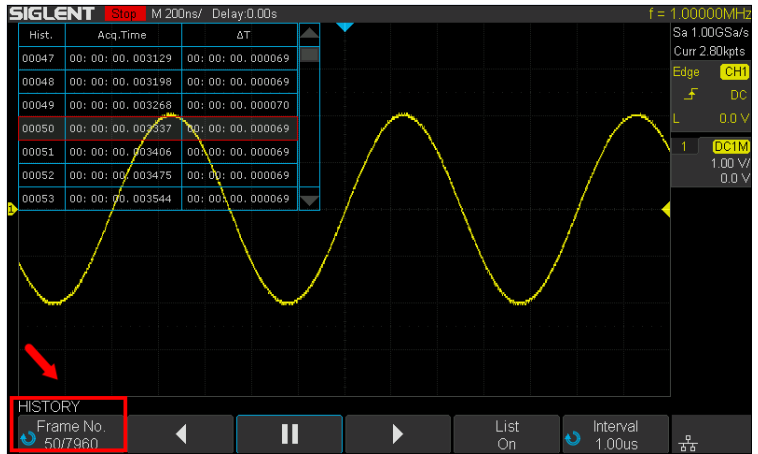 SIGLENT Stop M 200ns/ Delay:0.00s f = 1.00000MHz
Sa 1.00GSa/s
Curr 2.80kpts
Edge CH1
DC
L 0.0 V
1 DC1M
1.00 V/
0.0 V
Hist. Acq.Time ΔT
00047 00: 00: 00. 003129 00: 00: 00. 000069
00048 00: 00: 00. 003198 00: 00: 00. 000069
00049 00: 00: 00. 003268 00: 00: 00. 000070
00050 00: 00: 00. 003337 00: 00: 00. 000069
00051 00: 00: 00. 003406 00: 00: 00. 000069
00052 00: 00: 00. 003475 00: 00: 00. 000069
00053 00: 00: 00. 003544 00: 00: 00. 000069
1
HISTORY
Frame No.
50/7960
List
On
Interval
1.00us